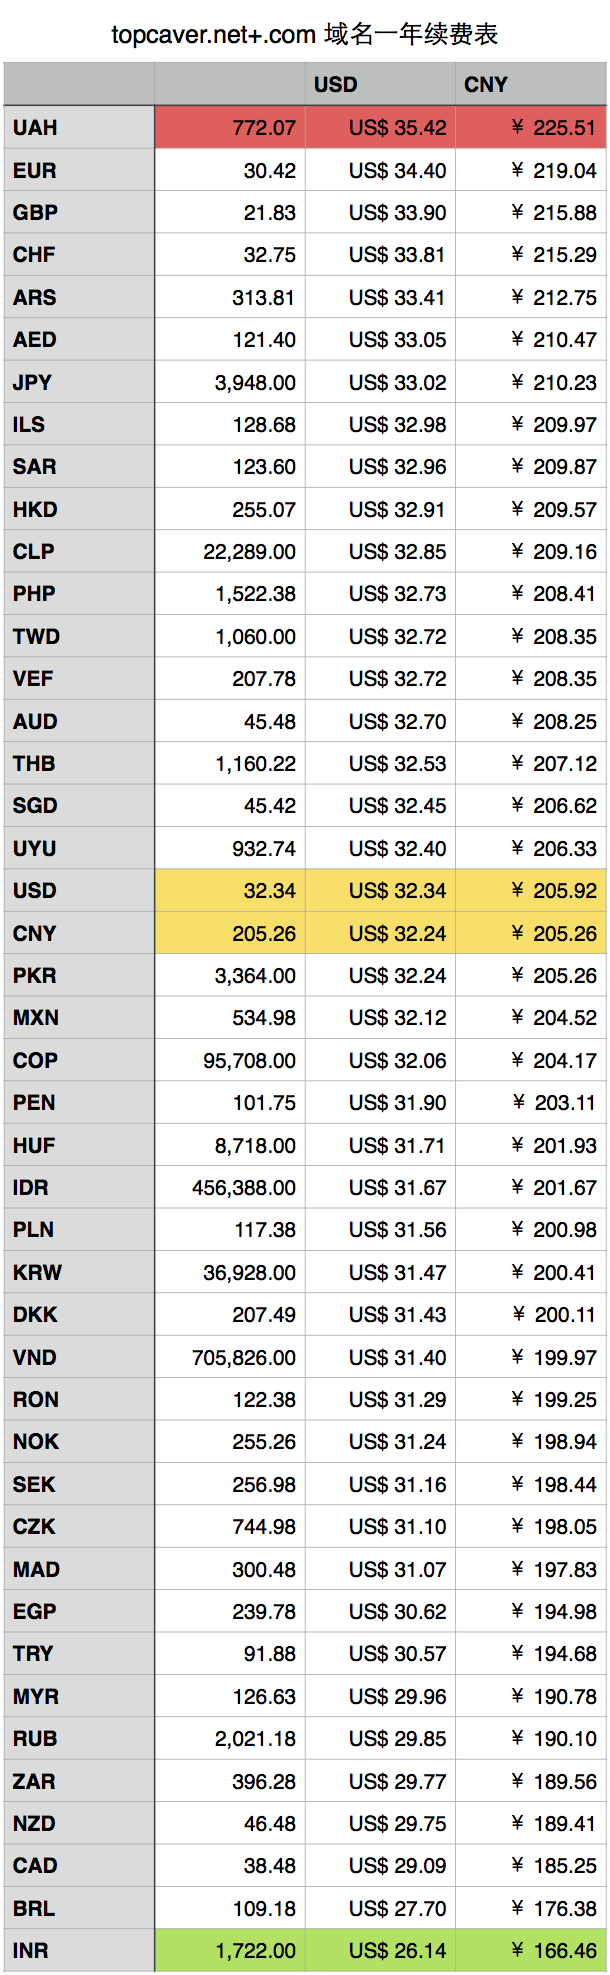 topcaver.net+.com 域名一年续费表
USD CNY
UAH 772.07 US$ 35.42 ¥ 225.51
EUR 30.42 US$ 34.40 ¥ 219.04
GBP 21.83 US$ 33.90 ¥ 215.88
CHF 32.75 US$ 33.81 ¥ 215.29
ARS 313.81 US$ 33.41 ¥ 212.75
AED 121.40 US$ 33.05 ¥ 210.47
JPY 3,948.00 US$ 33.02 ¥ 210.23
ILS 128.68 US$ 32.98 ¥ 209.97
SAR 123.60 US$ 32.96 ¥ 209.87
HKD 255.07 US$ 32.91 ¥ 209.57
CLP 22,289.00 US$ 32.85 ¥ 209.16
PHP 1,522.38 US$ 32.73 ¥ 208.41
TWD 1,060.00 US$ 32.72 ¥ 208.35
VEF 207.78 US$ 32.72 ¥ 208.35
AUD 45.48 US$ 32.70 ¥ 208.25
THB 1,160.22 US$ 32.53 ¥ 207.12
SGD 45.42 US$ 32.45 ¥ 206.62
UYU 932.74 US$ 32.40 ¥ 206.33
USD 32.34 US$ 32.34 ¥ 205.92
CNY 205.26 US$ 32.24 ¥ 205.26
PKR 3,364.00 US$ 32.24 ¥ 205.26
MXN 534.98 US$ 32.12 ¥ 204.52
COP 95,708.00 US$ 32.06 ¥ 204.17
PEN 101.75 US$ 31.90 ¥ 203.11
HUF 8,718.00 US$ 31.71 ¥ 201.93
IDR 456,388.00 US$ 31.67 ¥ 201.67
PLN 117.38 US$ 31.56 ¥ 200.98
KRW 36,928.00 US$ 31.47 ¥ 200.41
DKK 207.49 US$ 31.43 ¥ 200.11
VND 705,826.00 US$ 31.40 ¥ 199.97
RON 122.38 US$ 31.29 ¥ 199.25
NOK 255.26 US$ 31.24 ¥ 198.94
SEK 256.98 US$ 31.16 ¥ 198.44
CZK 744.98 US$ 31.10 ¥ 198.05
MAD 300.48 US$ 31.07 ¥ 197.83
EGP 239.78 US$ 30.62 ¥ 194.98
TRY 91.88 US$ 30.57 ¥ 194.68
MYR 126.63 US$ 29.96 ¥ 190.78
RUB 2,021.18 US$ 29.85 ¥ 190.10
ZAR 396.28 US$ 29.77 ¥ 189.56
NZD 46.48 US$ 29.75 ¥ 189.41
CAD 38.48 US$ 29.09 ¥ 185.25
BRL 109.18 US$ 27.70 ¥ 176.38
INR 1,722.00 US$ 26.14 ¥ 166.46